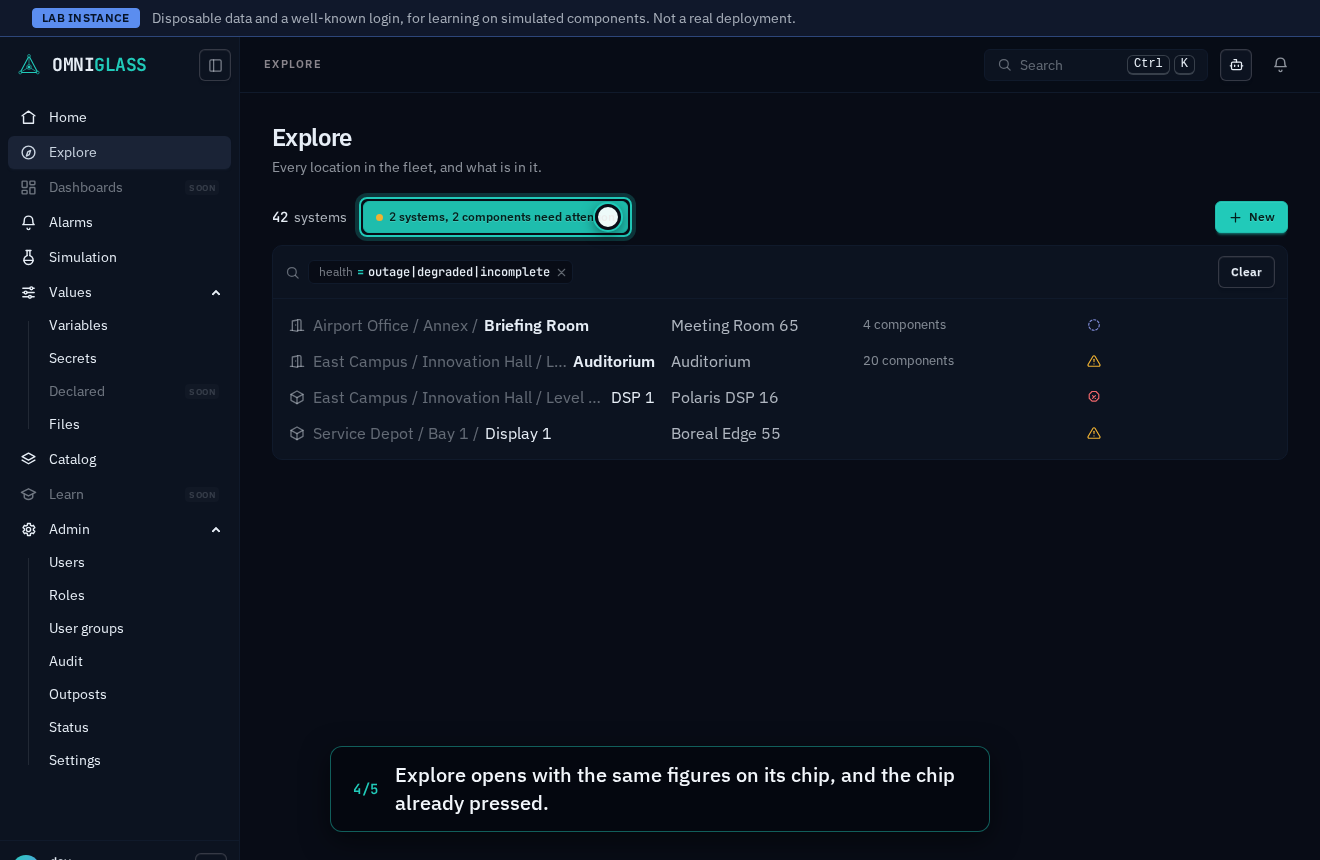 LAB INSTANCE Disposable data and a well-known login, for learning on simulated components. Not a real deployment.
OMNIGLASS
EXPLORE
Search Ctrl K
Home
Explore
Dashboards SOON
Alarms
Simulation
Values
Variables
Secrets
Declared SOON
Files
Catalog
Learn SOON
Admin
Users
Roles
User groups
Audit
Outposts
Status
Settings
Explore
Every location in the fleet, and what is in it.
42 systems
2 systems, 2 components need atten
New
health = outage|degraded|incomplete
Clear
Airport Office / Annex / Briefing Room Meeting Room 65 4 components
East Campus / Innovation Hall / L... Auditorium Auditorium 20 components
East Campus / Innovation Hall / Level ... DSP 1 Polaris DSP 16
Service Depot / Bay 1 / Display 1 Boreal Edge 55
4/5 Explore opens with the same figures on its chip, and the chip
already pressed.